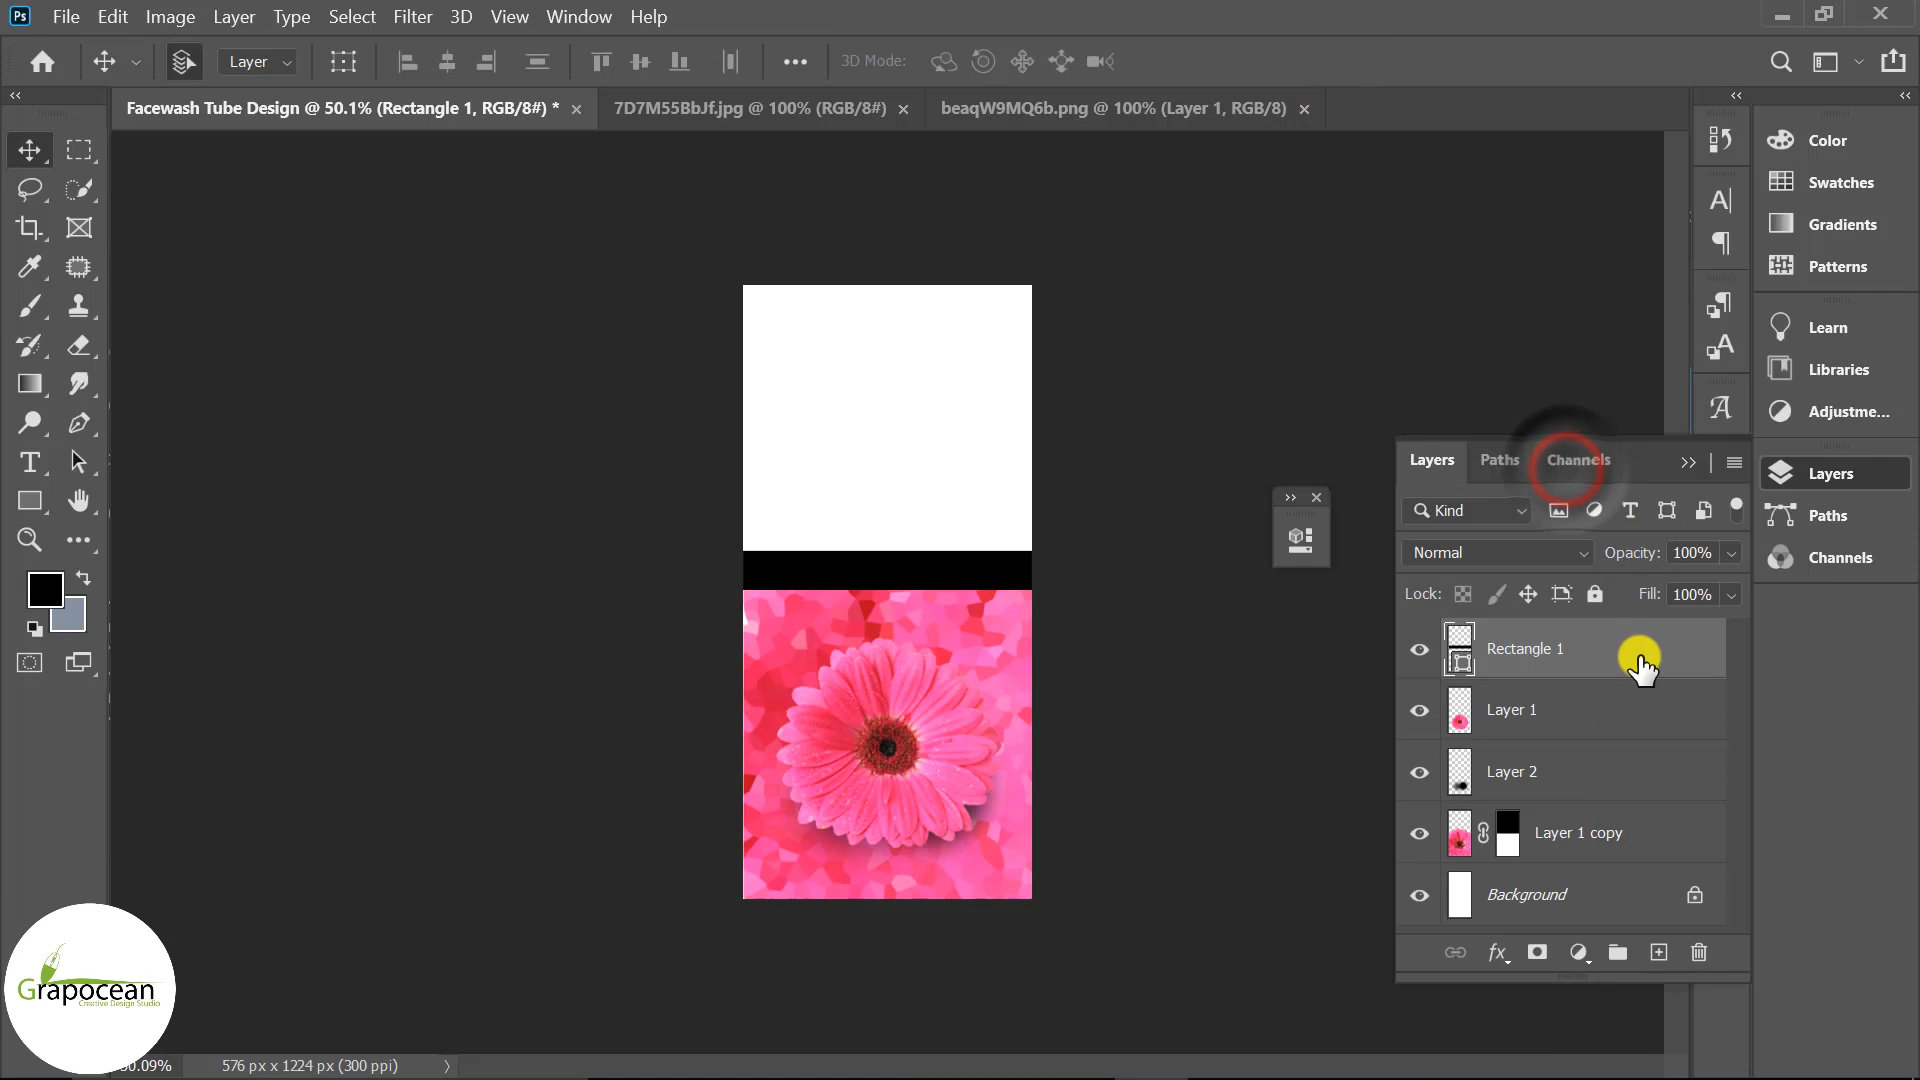 Ps File Edit Image Layer Type Select Filter 3D View Window Help
Layer 3D Mode:
Facewash Tube Design @ 50.1% (Rectangle 1, RGB/8#) * 7D7M55BbJf.jpg @ 100% (RGB/8#) beaqW9MQ6b.png @ 100% (Layer 1, RGB/8)
Color
Swatches
Gradients
Patterns
Learn
Libraries
Adjustme...
Layers
Paths
Channels
Layers Paths Channels
Kind
Normal Opacity: 100%
Lock: Fill: 100%
Rectangle 1
Layer 1
Layer 2
Layer 1 copy
Background
fx
Grapocean
Creative Design Studio
50.09% 576 px x 1224 px (300 ppi)